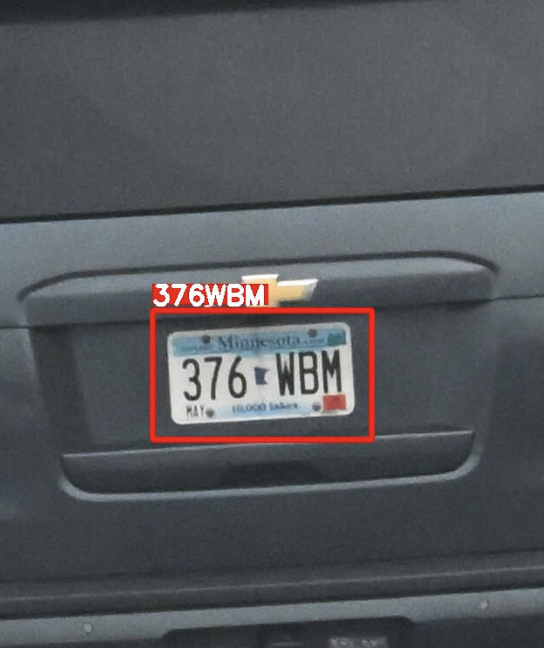 376WBM
Minnesota
376 WBM
MAY 10,000 lakes